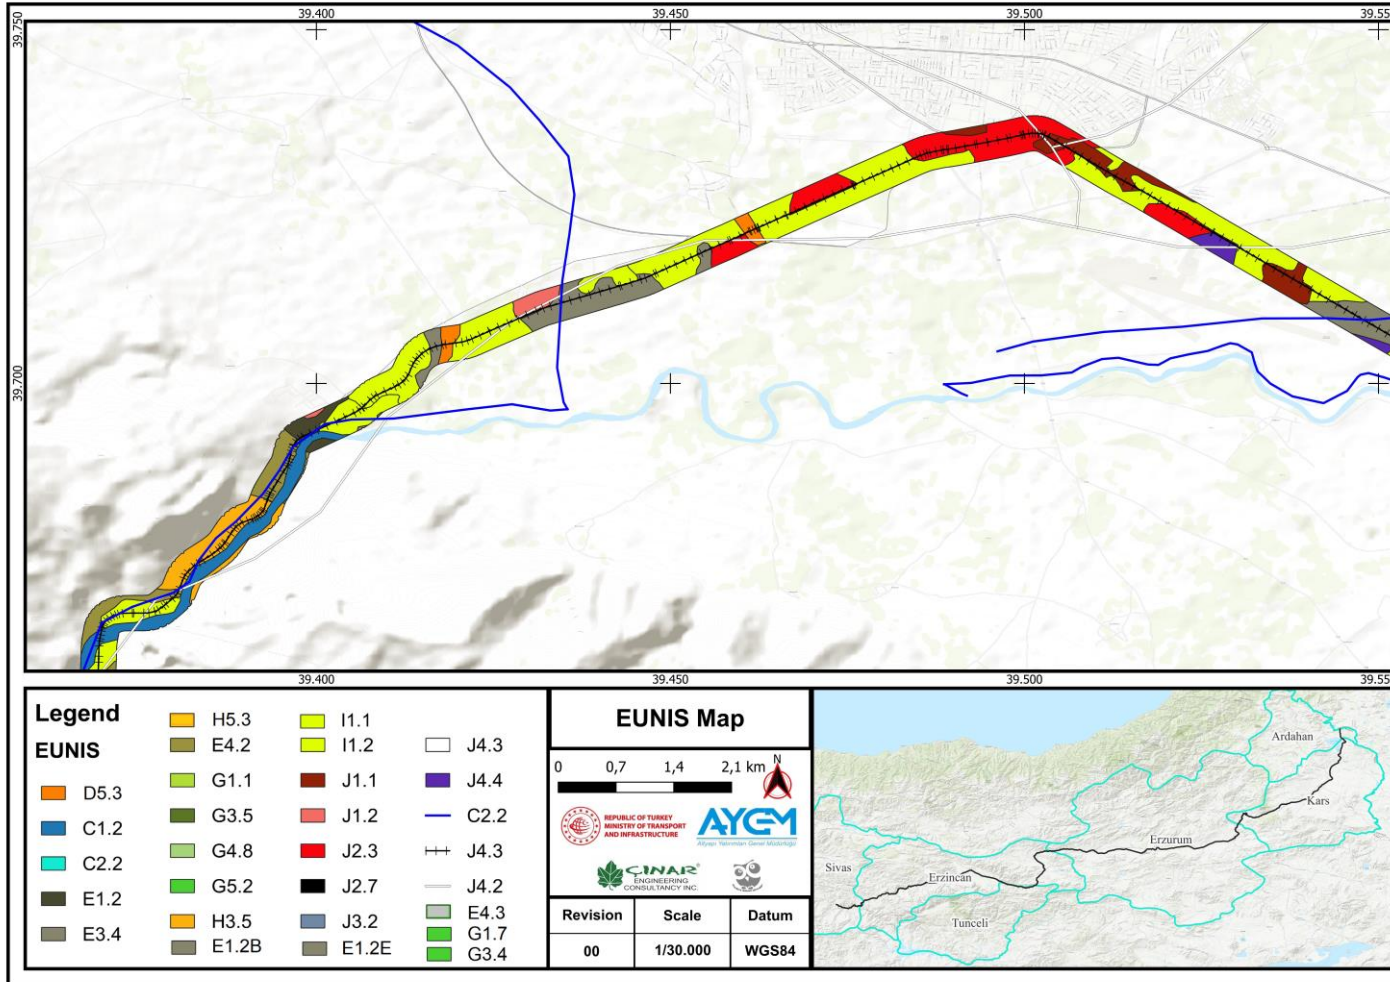 39.400 39.450 39.500 39.55
39.750
39.700
39.400 39.450 39.500 39.55
Legend
EUNIS
D5.3
C1.2
C2.2
E1.2
E3.4
H5.3
E4.2
G1.1
G3.5
G4.8
G5.2
H3.5
E1.2B
I1.1
I1.2
J1.1
J1.2
J2.3
J2.7
J3.2
E1.2E
J4.3
J4.4
C2.2
J4.3
J4.2
E4.3
G1.7
G3.4
EUNIS Map
0 0,7 1,4 2,1 km
N
REPUBLIC OF TURKEY
MINISTRY OF TRANSPORT
AND INFRASTRUCTURE
AYGM
Altyapı Yatırımları Genel Müdürlüğü
ÇINAR
ENGINEERING
CONSULTANCY INC.
Revision Scale Datum
00 1/30.000 WGS84
Ardahan
Kars
Erzurum
Sivas
Erzincan
Tunceli